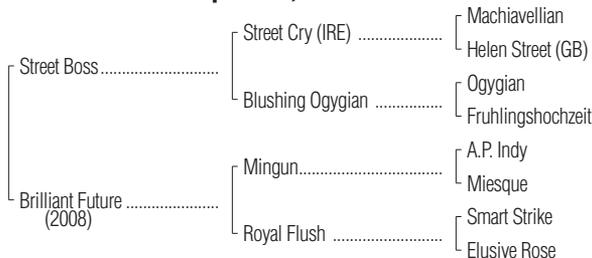 Machiavellian
Street Cry (IRE) ....................
Helen Street (GB)
Street Boss............................
Ogygian
Blushing Ogygian ................
Fruhlingshochzeit
A.P. Indy
Mingun..................................
Miesque
Brilliant Future .....................
(2008)
Smart Strike
Royal Flush ..........................
Elusive Rose